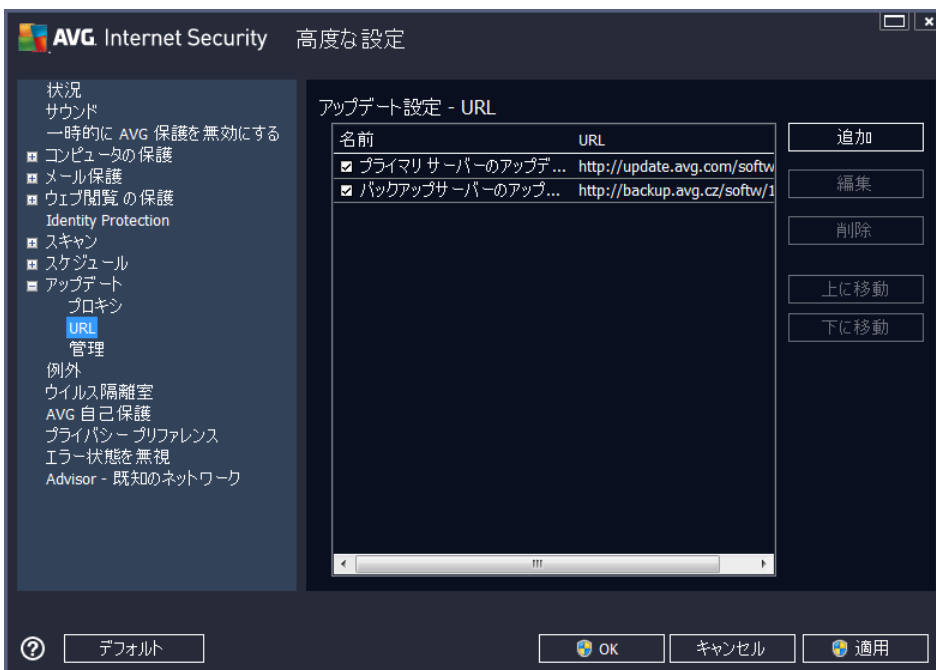 AVG. Internet Security 高度な設定
状況
サウンド
一時的に AVG 保護を無効にする
コンピュータの保護
メール保護
ウェブ閲覧 の保護
Identity Protection
スキャン
スケジュール
アップデート
プロキシ
URL
管理
例外
ウイルス隔離室
AVG 自己保護
プライバシー プリファレンス
エラー状態を無視
Advisor - 既知のネットワーク
アップデート設定 - URL
名前 URL
プライマリ サーバーのアップデ... http://update.avg.com/softw
バックアップサーバーのアップ... http://backup.avg.cz/softw/1
追加
編集
削除
上に移動
下に移動
デフォルト
OK
キャンセル
適用